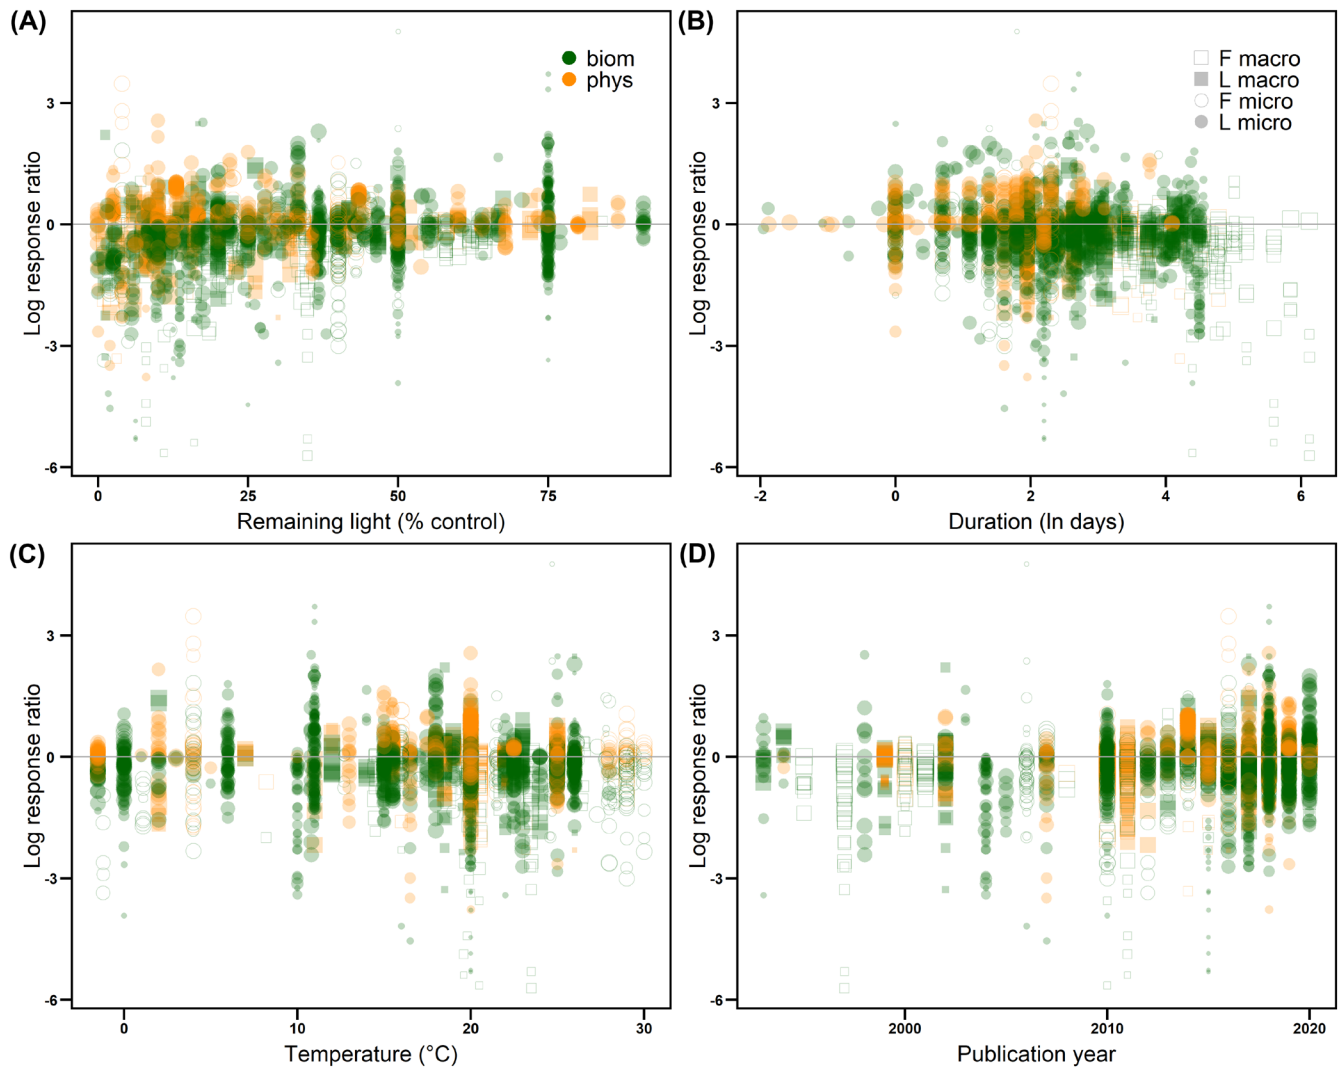 (A)
Log response ratio
3
0
-3
-6
0 25 50 75
Remaining light (% control)
biom
phys
(B)
Log response ratio
3
0
-3
-6
-2 0 2 4 6
Duration (ln days)
F macro
L macro
F micro
L micro
(C)
Log response ratio
3
0
-3
-6
0 10 20 30
Temperature (°C)
(D)
Log response ratio
3
0
-3
-6
2000 2010 2020
Publication year